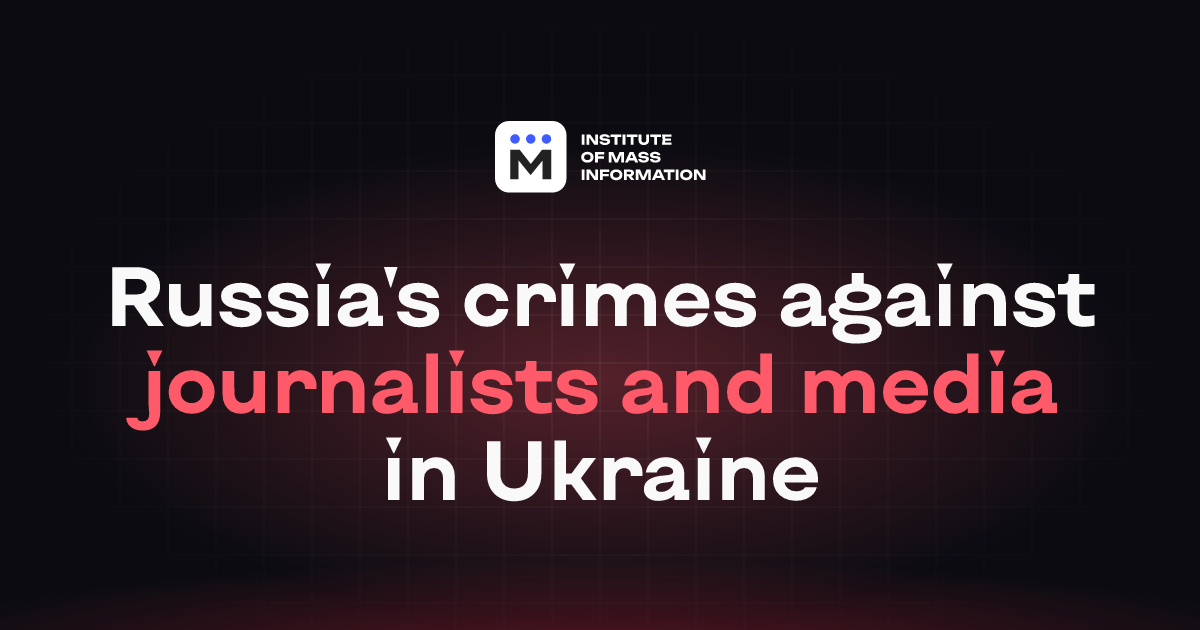 INSTITUTE
OF MASS
INFORMATION
Russia's crimes against
journalists and media
in Ukraine